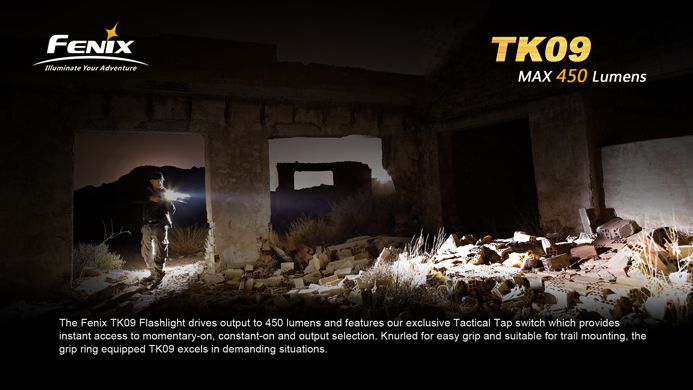 FENIX
Illuminate Your Adventure
TK09
MAX 450 Lumens
The Fenix TK09 Flashlight drives output to 450 lumens and features our exclusive Tactical Tap switch which provides
instant access to momentary-on, constant-on and output selection. Knurled for easy grip and suitable for trail mounting, the
grip ring equipped TK09 excels in demanding situations.